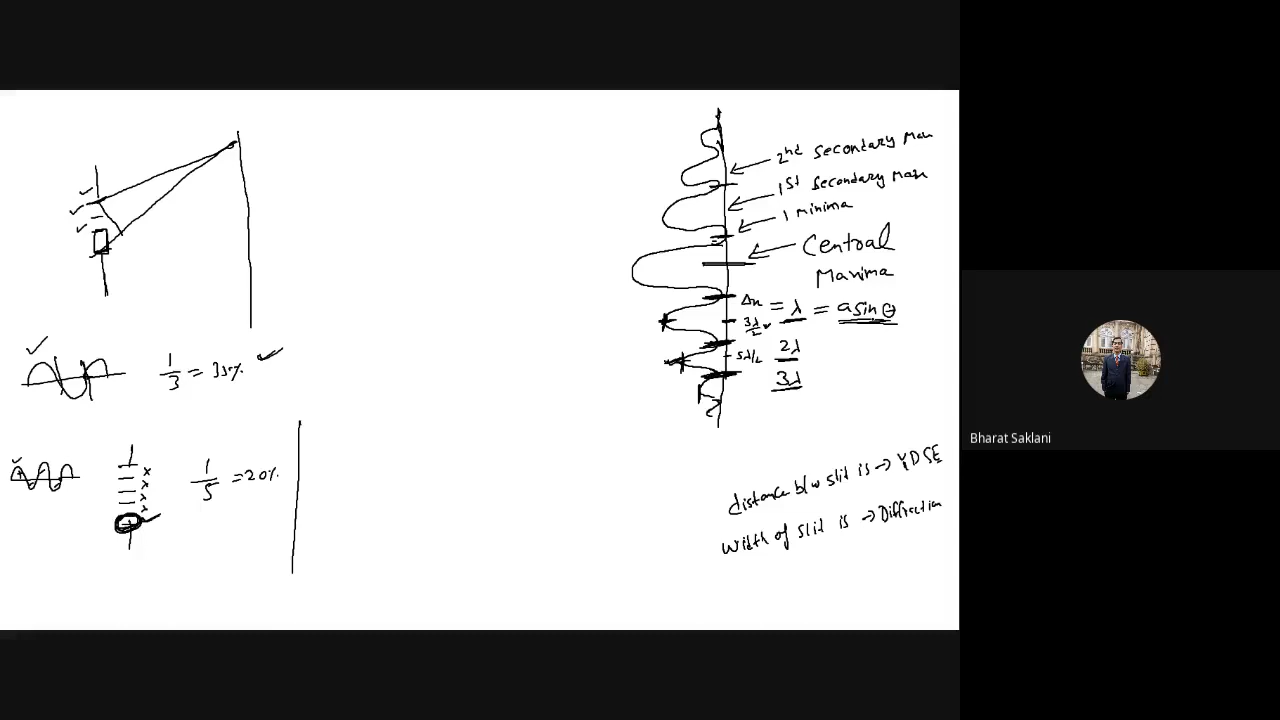 2nd secondary max
1st secondary max
1 minima
Central
Maxima
Δx = λ = a sin θ
3λ/2
5λ/2 2λ
3λ
1/3 = 33%
1/5 = 20%
distance b/w slit is → YDSE
width of slit is → Diffraction
Bharat Saklani